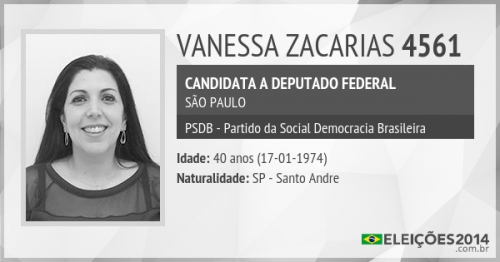 VANESSA ZACARIAS 4561
CANDIDATA A DEPUTADO FEDERAL
SÃO PAULO
PSDB - Partido da Social Democracia Brasileira
Idade: 40 anos (17-01-1974)
Naturalidade: SP - Santo Andre
ELEIÇÕES2014
.com.br